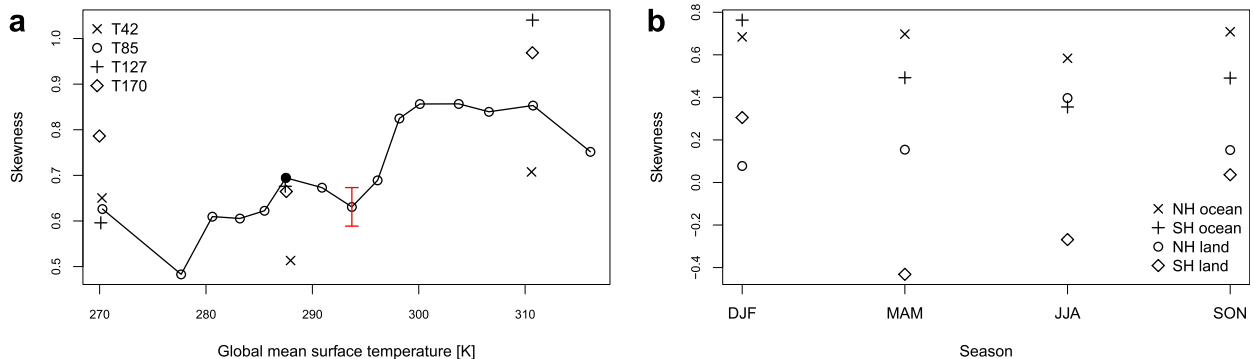 a
T42
T85
T127
T170
Skewness
1.0
0.9
0.8
0.7
0.6
0.5
270 280 290 300 310
Global mean surface temperature [K]
b
Skewness
0.8
0.6
0.4
0.2
0.0
−0.2
−0.4
NH ocean
SH ocean
NH land
SH land
DJF MAM JJA SON
Season